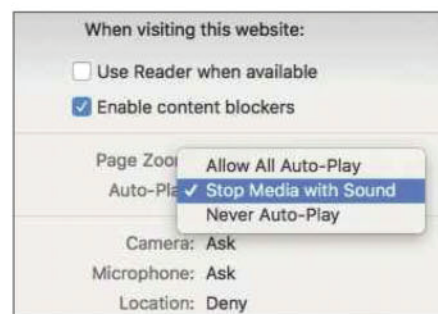 When visiting this website:
Use Reader when available
Enable content blockers
Page Zoo
Allow All Auto-Play
Auto-Pla
✓ Stop Media with Sound
Never Auto-Play
Camera: Ask
Microphone: Ask
Location: Deny